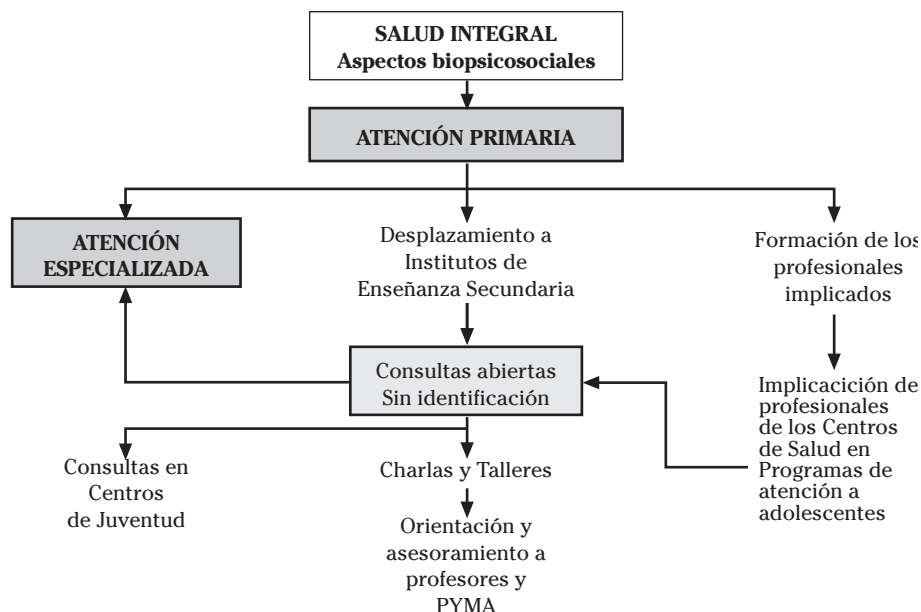 SALUD INTEGRAL
Aspectos biopsicosociales
ATENCIÓN PRIMARIA
ATENCIÓN
ESPECIALIZADA
Desplazamiento a
Institutos de
Enseñanza Secundaria
Formación de los
profesionales
implicados
Consultas abiertas
Sin identificación
Implicacición de
profesionales
de los Centros
de Salud en
Programas de
atención a
adolescentes
Consultas en
Centros
de Juventud
Charlas y Talleres
Orientación y
asesoramiento a
profesores y
PYMA